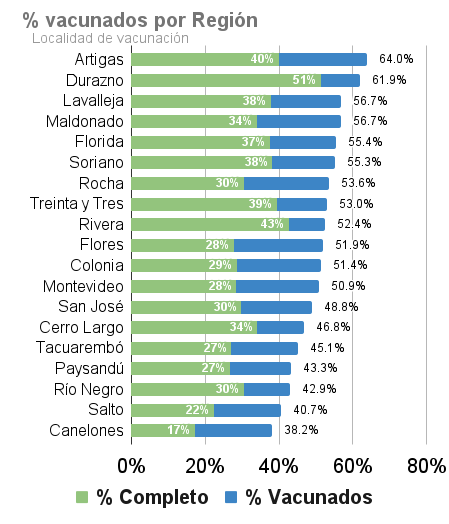 % vacunados por Región
Localidad de vacunación
Artigas 40% 64.0%
Durazno 51% 61.9%
Lavalleja 38% 56.7%
Maldonado 34% 56.7%
Florida 37% 55.4%
Soriano 38% 55.3%
Rocha 30% 53.6%
Treinta y Tres 39% 53.0%
Rivera 43% 52.4%
Flores 28% 51.9%
Colonia 29% 51.4%
Montevideo 28% 50.9%
San José 30% 48.8%
Cerro Largo 34% 46.8%
Tacuarembó 27% 45.1%
Paysandú 27% 43.3%
Río Negro 30% 42.9%
Salto 22% 40.7%
Canelones 17% 38.2%
0% 20% 40% 60% 80%
% Completo % Vacunados